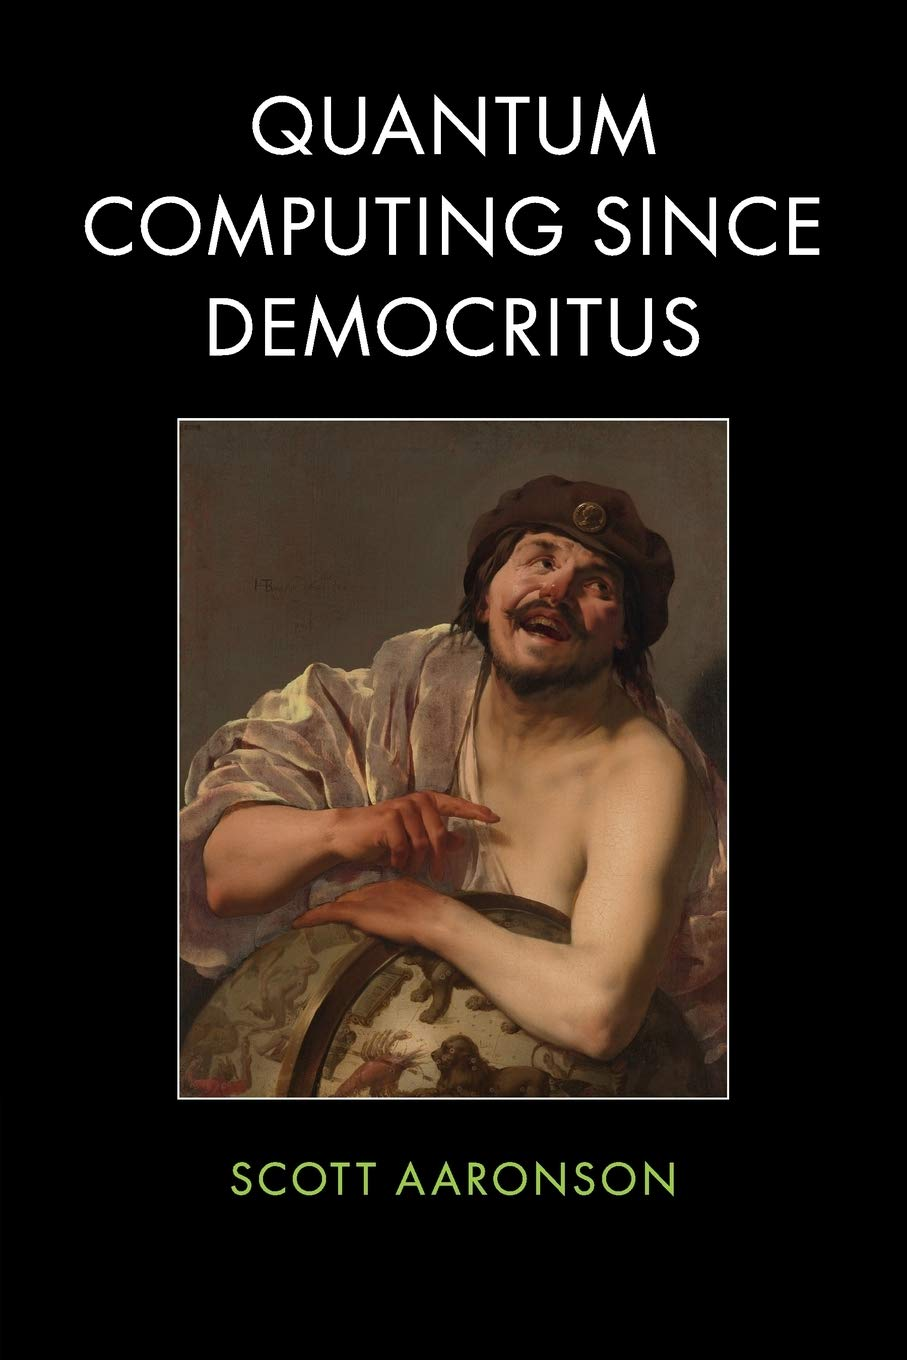 QUANTUM
COMPUTING SINCE
DEMOCRITUS
SCOTT AARONSON